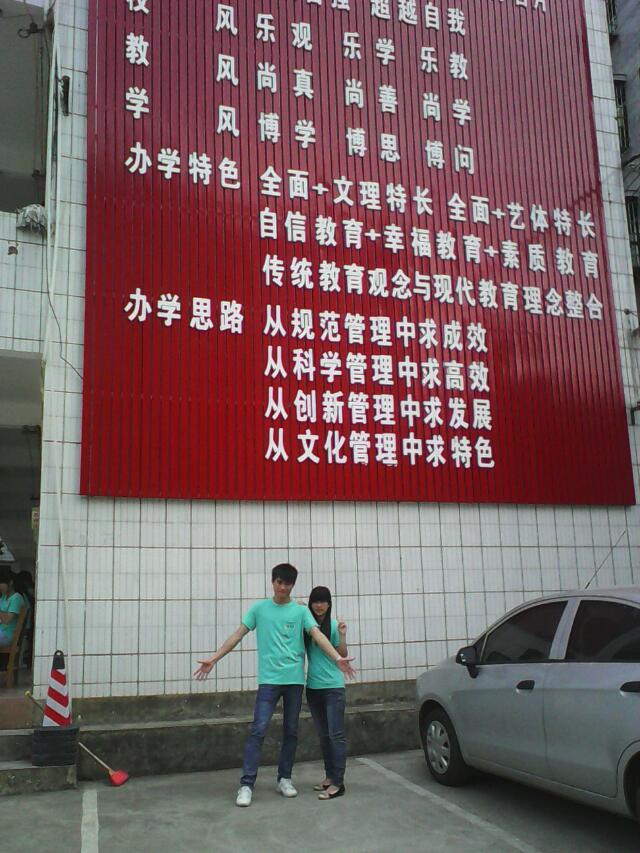 超越自我
校 风 乐观 乐学 乐教
教 风 尚真 尚善 尚学
学 风 博学 博思 博问
办学特色 全面+文理特长 全面+艺体特长
自信教育+幸福教育+素质教育
传统教育观念与现代教育理念整合
办学思路 从规范管理中求成效
从科学管理中求高效
从创新管理中求发展
从文化管理中求特色